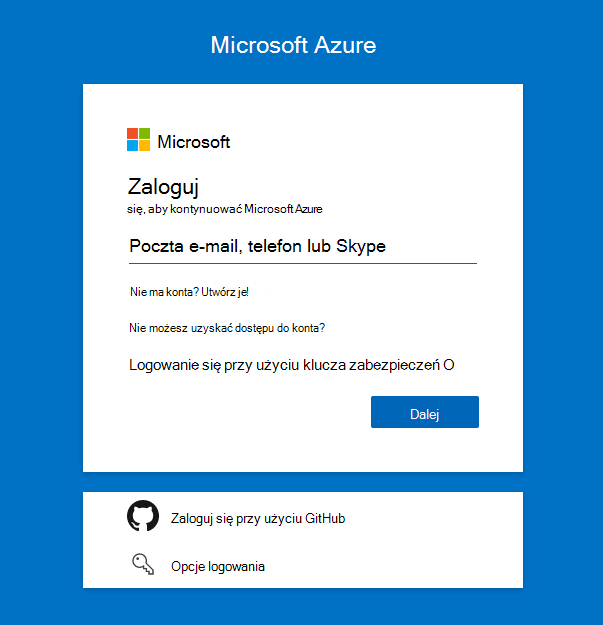 Microsoft Azure
Microsoft
Zaloguj
się, aby kontynuować Microsoft Azure
Poczta e-mail, telefon lub Skype
Nie ma konta? Utwórz je!
Nie możesz uzyskać dostępu do konta?
Logowanie się przy użyciu klucza zabezpieczeń O
Dalej
Zaloguj się przy użyciu GitHub
Opcje logowania